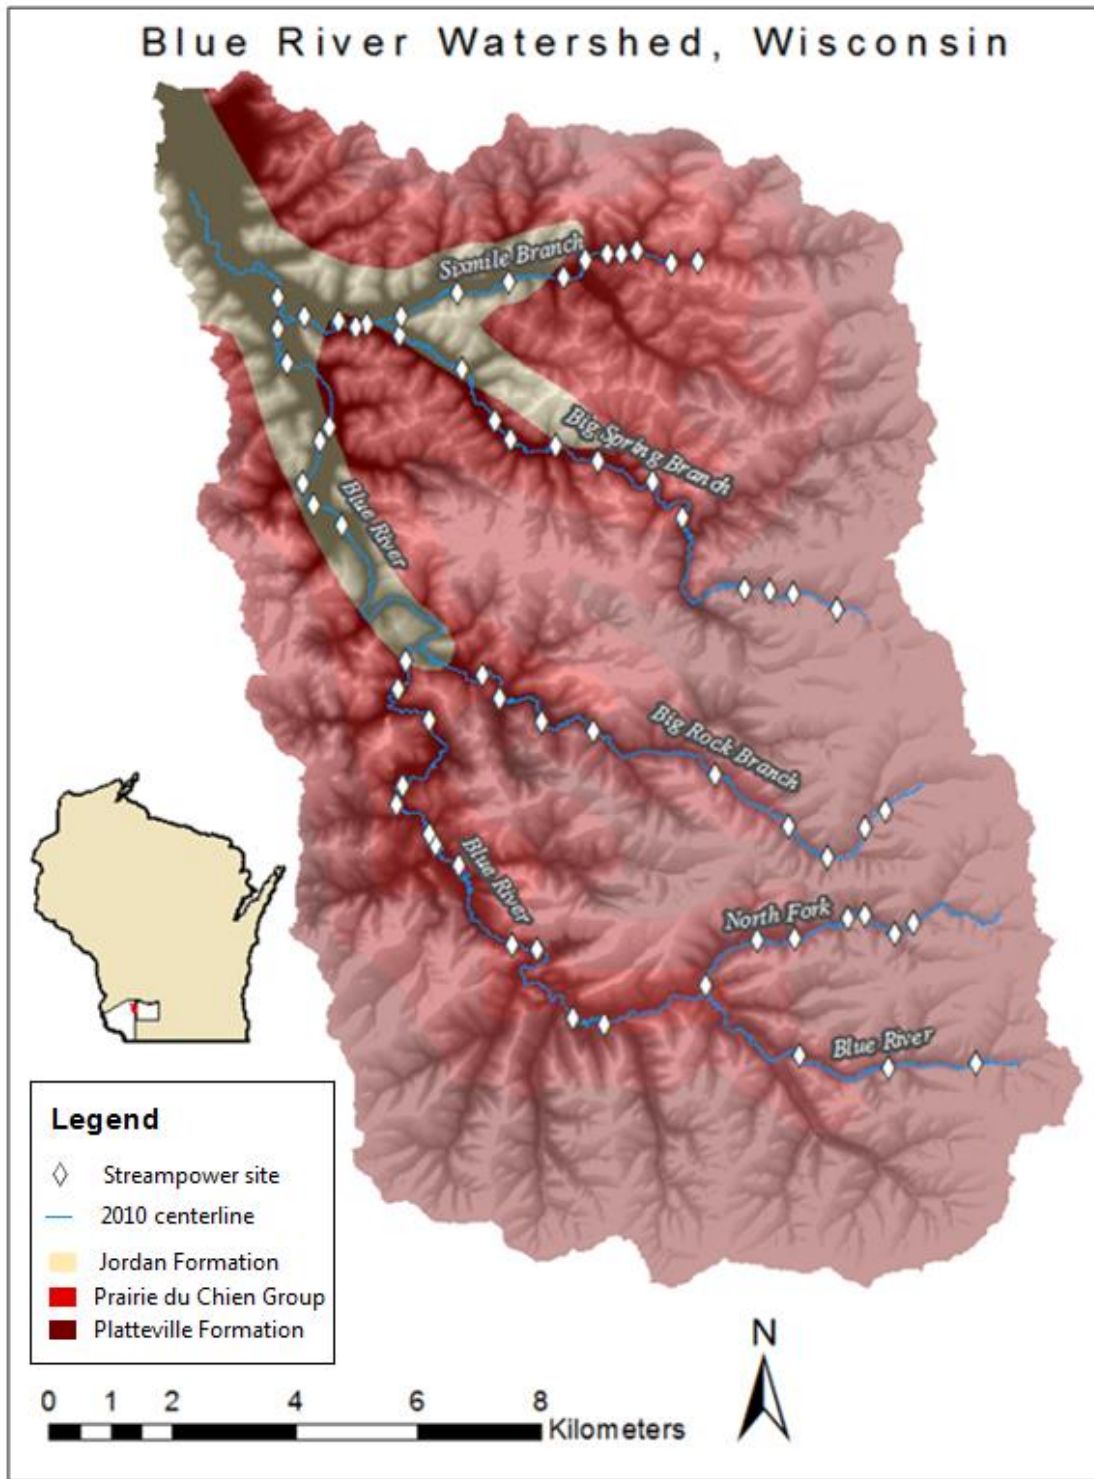 Blue River Watershed, Wisconsin
Sixmile Branch
Big Spring Branch
Blue River
Big Rock Branch
Blue River
North Fork
Blue River
Legend
Streampower site
2010 centerline
Jordan Formation
Prairie du Chien Group
Platteville Formation
N
0 1 2 4 6 8
Kilometers